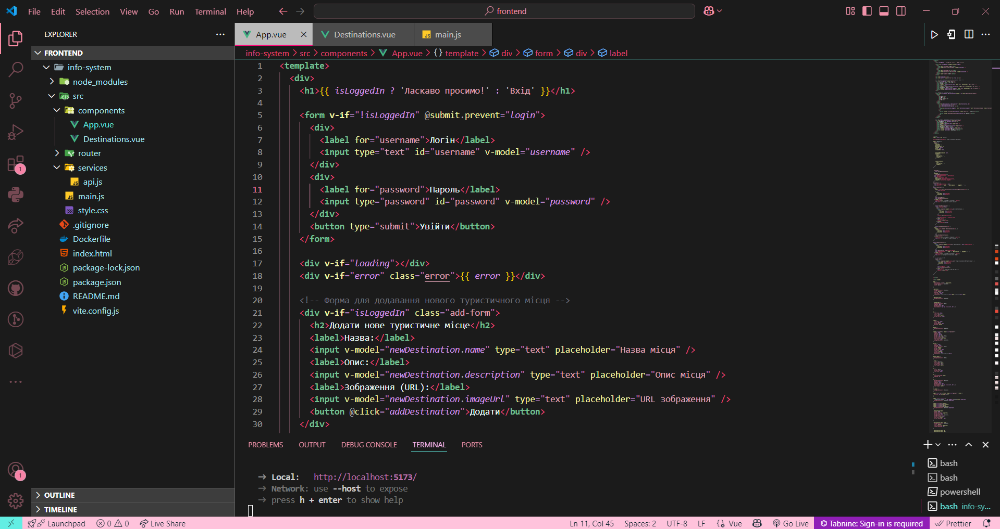 File Edit Selection View Go Run Terminal Help
frontend
EXPLORER
FRONTEND
info-system
node_modules
src
components
App.vue
Destinations.vue
router
services
api.js
main.js
style.css
.gitignore
Dockerfile
index.html
package-lock.json
package.json
README.md
vite.config.js
OUTLINE
TIMELINE
App.vue Destinations.vue main.js
info-system > src > components > App.vue > {} template > div > form > div > label
1 <template>
2 <div>
3 <h1>{{ isLoggedIn ? 'Ласкаво просимо!' : 'Вхід' }}</h1>
4
5 <form v-if="!isLoggedIn" @submit.prevent="login">
6 <div>
7 <label for="username">Логін</label>
8 <input type="text" id="username" v-model="username" />
9 </div>
10 <div>
11 <label for="password">Пароль</label>
12 <input type="password" id="password" v-model="password" />
13 </div>
14 <button type="submit">Увійти</button>
15 </form>
16
17 <div v-if="loading"></div>
18 <div v-if="error" class="error">{{ error }}</div>
19
20 <!-- Форма для додавання нового туристичного місця -->
21 <div v-if="isLoggedIn" class="add-form">
22 <h2>Додати нове туристичне місце</h2>
23 <label>Назва:</label>
24 <input v-model="newDestination.name" type="text" placeholder="Назва місця" />
25 <label>Опис:</label>
26 <input v-model="newDestination.description" type="text" placeholder="Опис місця" />
27 <label>Зображення (URL):</label>
28 <input v-model="newDestination.imageUrl" type="text" placeholder="URL зображення" />
29 <button @click="addDestination">Додати</button>
30 </div>
PROBLEMS OUTPUT DEBUG CONSOLE TERMINAL PORTS
→ Local: http://localhost:5173/
→ Network: use --host to expose
→ press h + enter to show help
bash
bash
powershell
bash info-sy...
1
1
Launchpad 0 0 Live Share Ln 11, Col 45 Spaces: 2 UTF-8 LF {} Vue Go Live Tabnine: Sign-in is required Prettier